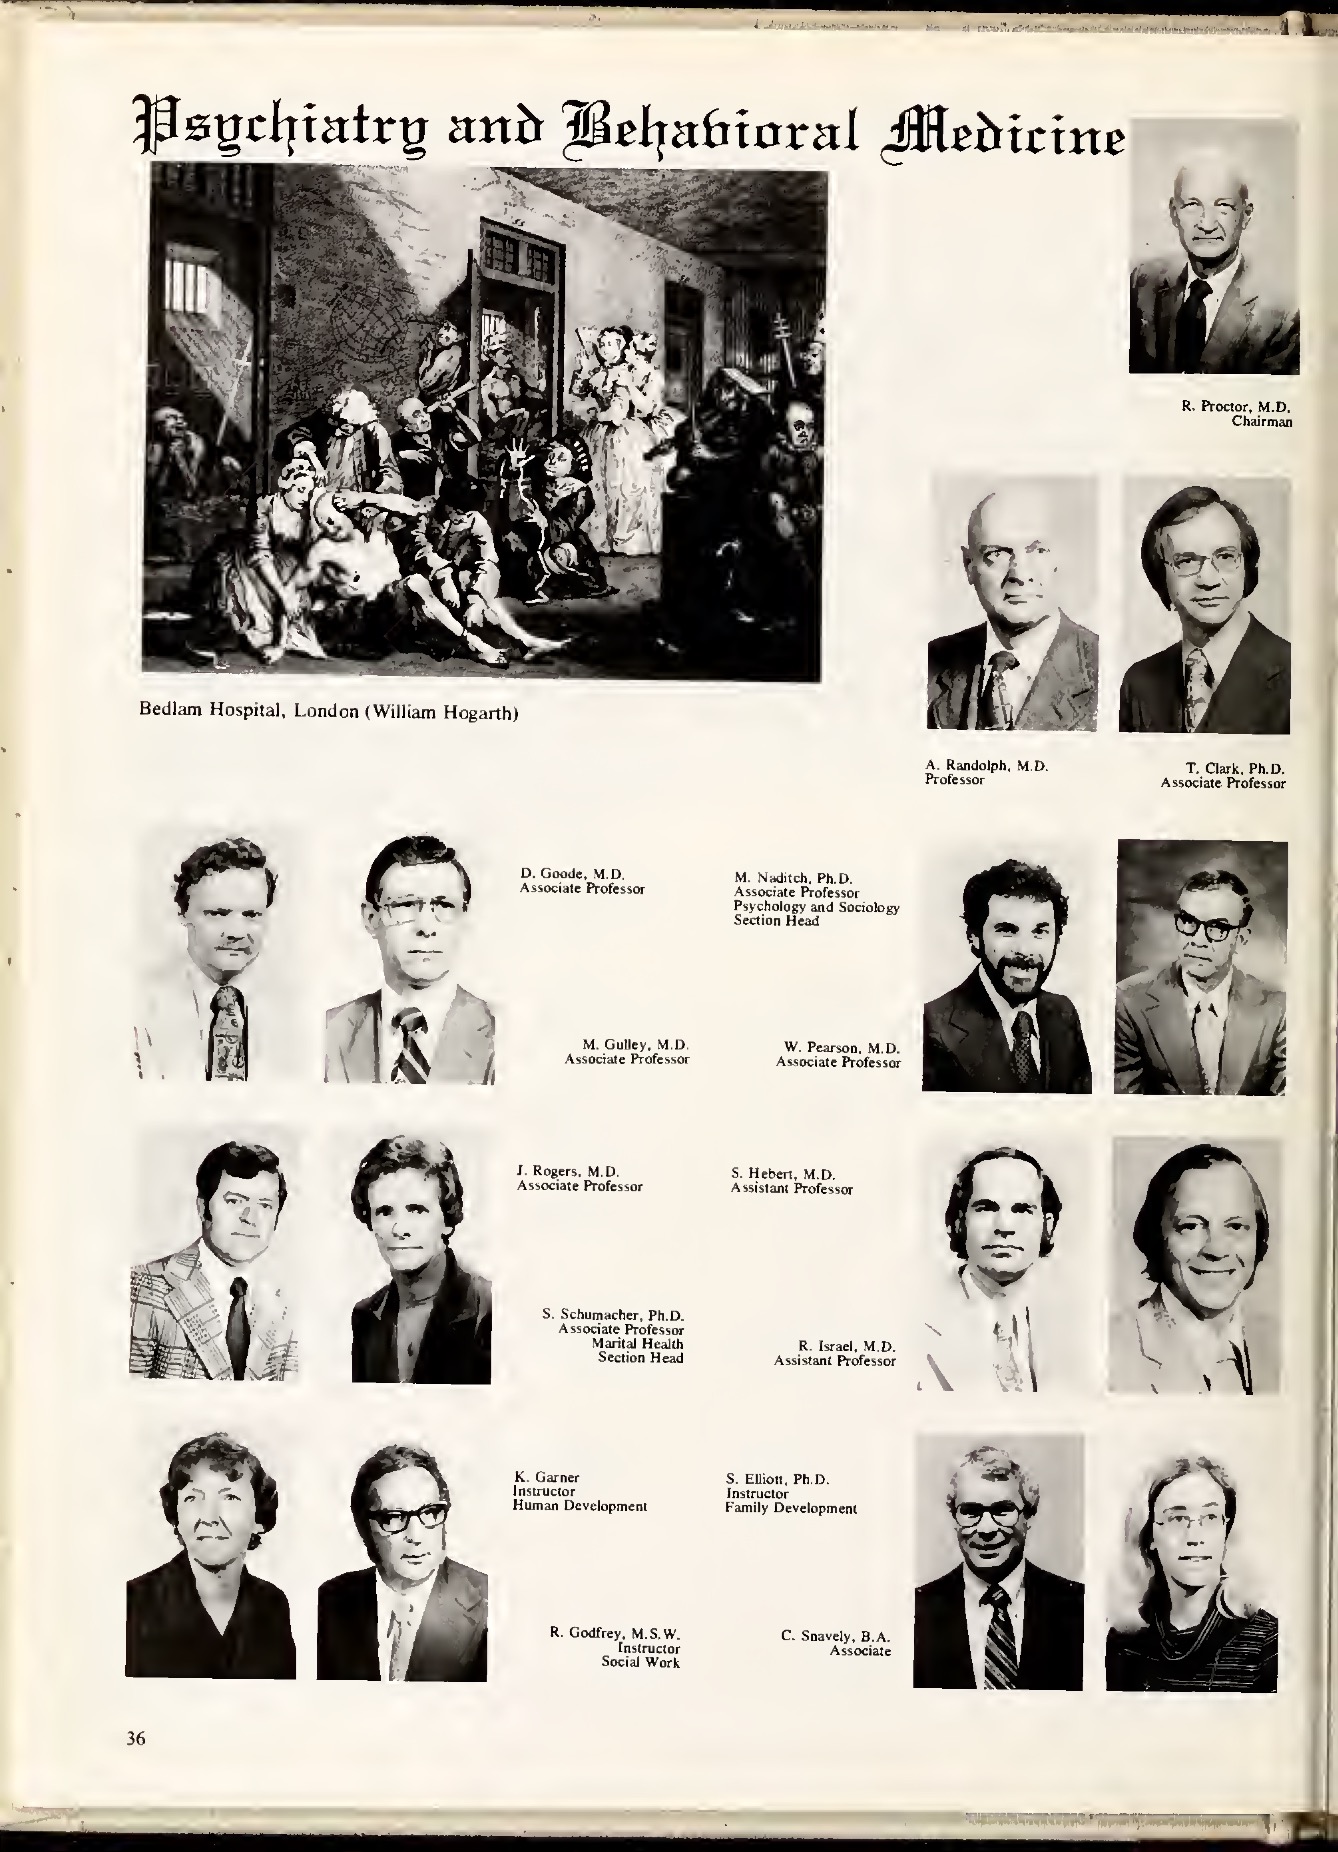 Psychiatry and Behavioral Medicine
R. Proctor, M.D.
Chairman
Bedlam Hospital, London (William Hogarth)
A. Randolph, M.D.
Professor
T. Clark, Ph.D.
Associate Professor
D. Goode, M.D.
Associate Professor
M. Naditch, Ph.D.
Associate Professor
Psychology and Sociology
Section Head
M. Gulley, M.D.
Associate Professor
W. Pearson, M.D.
Associate Professor
J. Rogers, M.D.
Associate Professor
S. Hebert, M.D.
Assistant Professor
S. Schumacher, Ph.D.
Associate Professor
Marital Health
Section Head
R. Israel, M.D.
Assistant Professor
K. Garner
Instructor
Human Development
S. Elliott, Ph.D.
Instructor
Family Development
R. Godfrey, M.S.W.
Instructor
Social Work
C. Snavely, B.A.
Associate
36